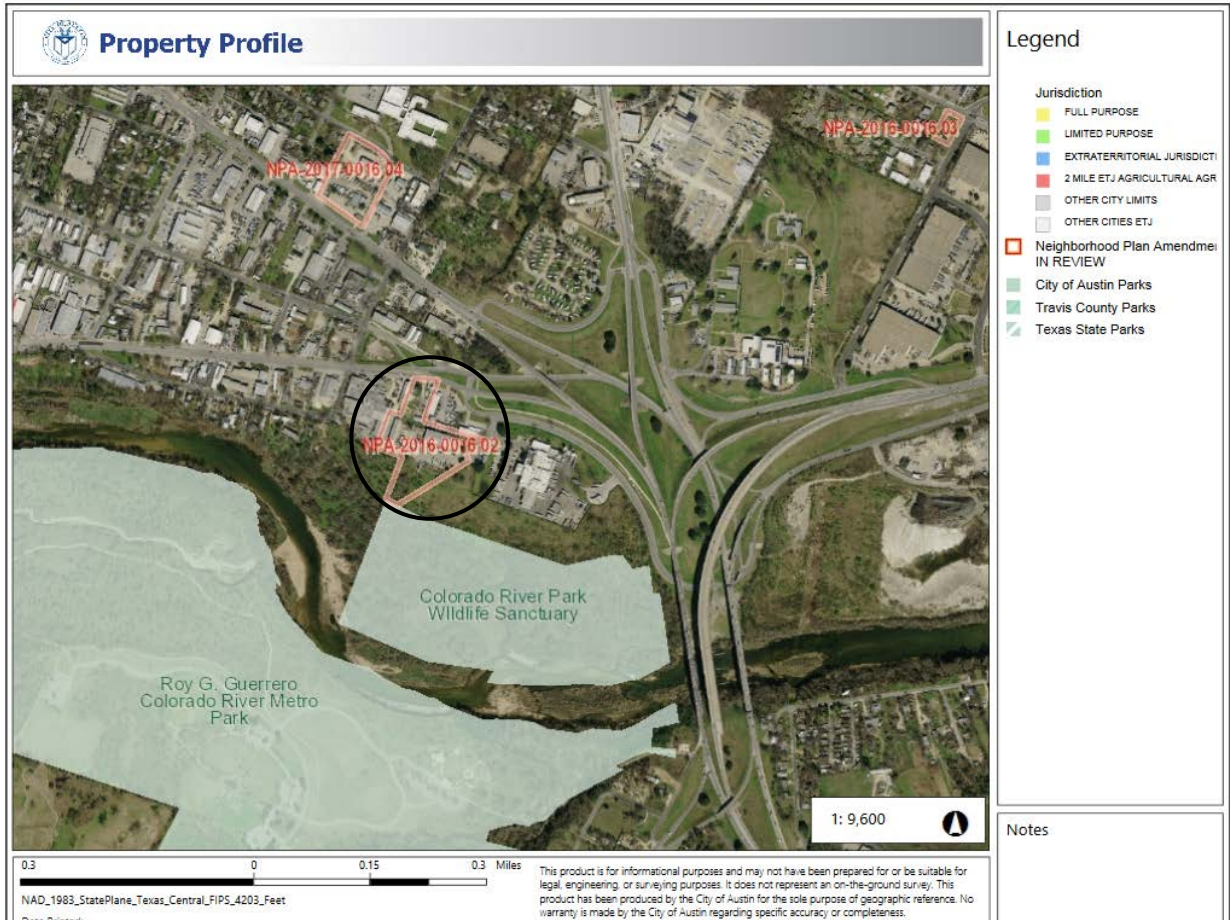 Property Profile
Legend
Jurisdiction
FULL PURPOSE
LIMITED PURPOSE
EXTRATERRITORIAL JURISDICTI
2 MILE ETJ AGRICULTURAL AGR
OTHER CITY LIMITS
OTHER CITIES ETJ
Neighborhood Plan Amendme
IN REVIEW
City of Austin Parks
Travis County Parks
Texas State Parks
NPA-2016-0016.03
NPA-2017-0016.04
NPA-2016-0016.02
Colorado River Park
Wildlife Sanctuary
Roy G. Guerrero
Colorado River Metro
Park
1: 9,600
Notes
0.3 0 0.15 0.3 Miles
NAD_1983_StatePlane_Texas_Central_FIPS_4203_Feet
This product is for informational purposes and may not have been prepared for or be suitable for
legal, engineering, or surveying purposes. It does not represent an on-the-ground survey. This
product has been produced by the City of Austin for the sole purpose of geographic reference. No
warranty is made by the City of Austin regarding specific accuracy or completeness.